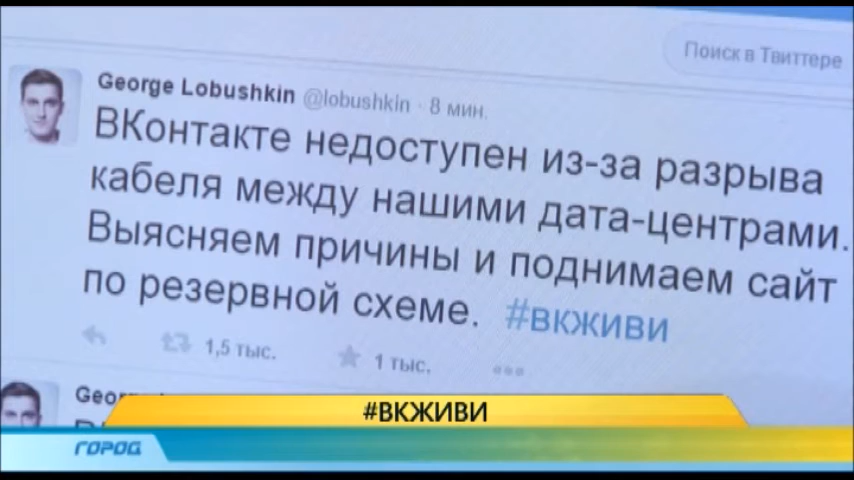 Поиск в Твиттере
George Lobushkin @lobushkin · 8 мин.
ВКонтакте недоступен из-за разрыва
кабеля между нашими дата-центрами.
Выясняем причины и поднимаем сайт
по резервной схеме. #вкживи
1,5 тыс. 1 тыс.
#ВКЖИВИ
ГОРОД